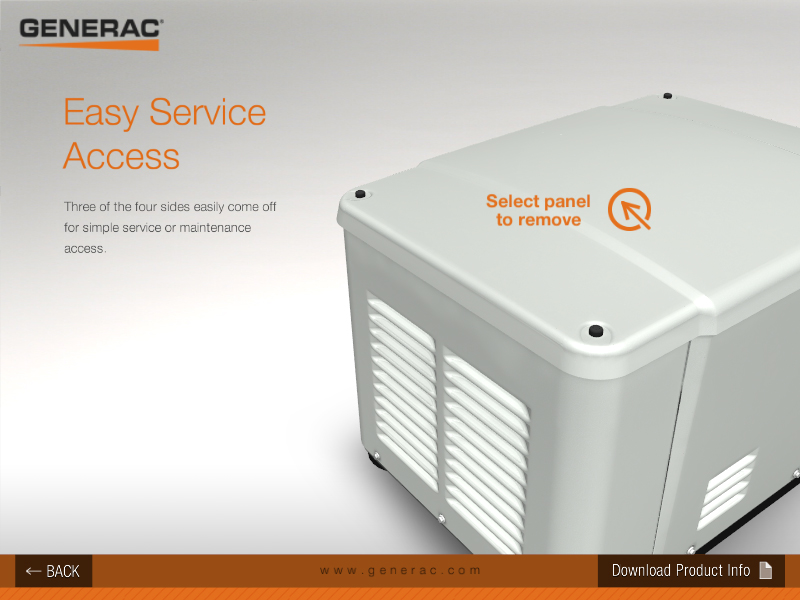 GENERAC®
Easy Service
Access
Three of the four sides easily come off
for simple service or maintenance
access.
Select panel
to remove
← BACK
www.generac.com
Download Product Info